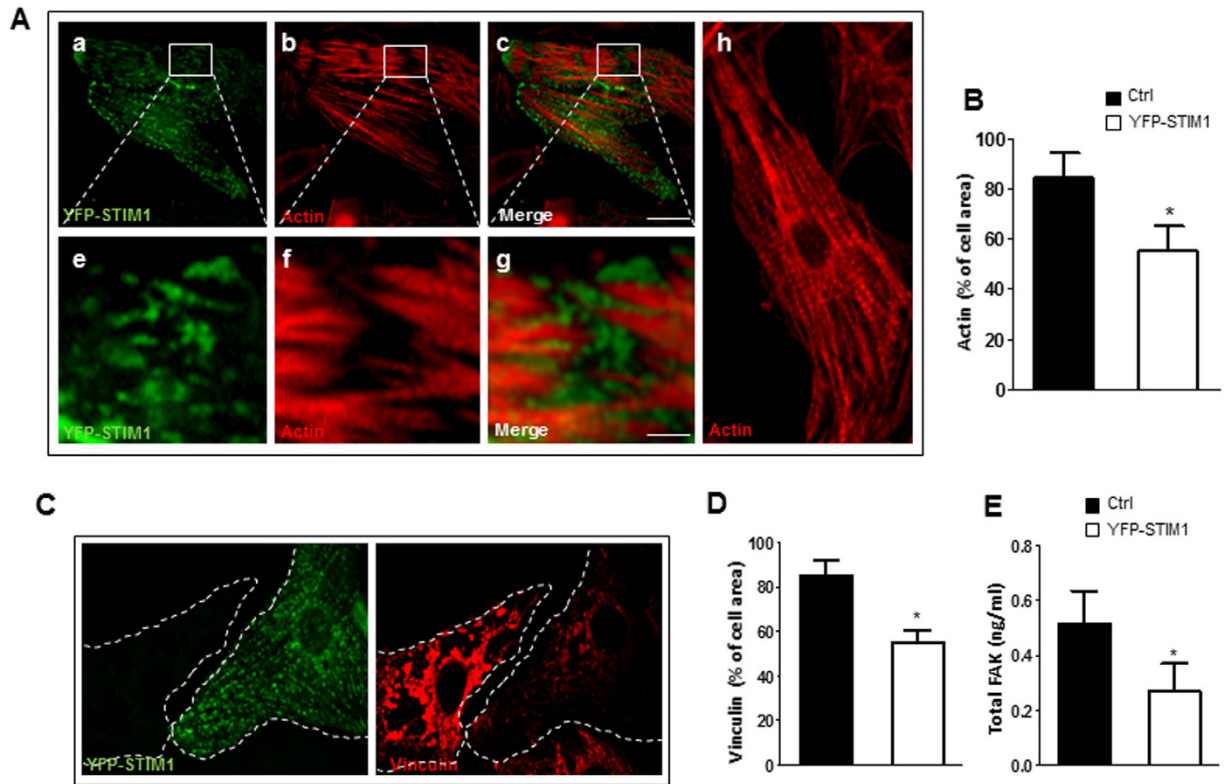 A
a
b
c
h
YFP-STIM1
Actin
Merge
e
f
g
YFP-STIM1
Actin
Merge
Actin
B
Ctrl
YFP-STIM1
Actin (% of cell area)
100
80
60
40
20
0
*
C
YFP-STIM1
Vinculin
D
Vinculin (% of cell area)
100
80
60
40
20
0
*
E
Ctrl
YFP-STIM1
Total FAK (ng/ml)
0.8
0.6
0.4
0.2
0.0
*